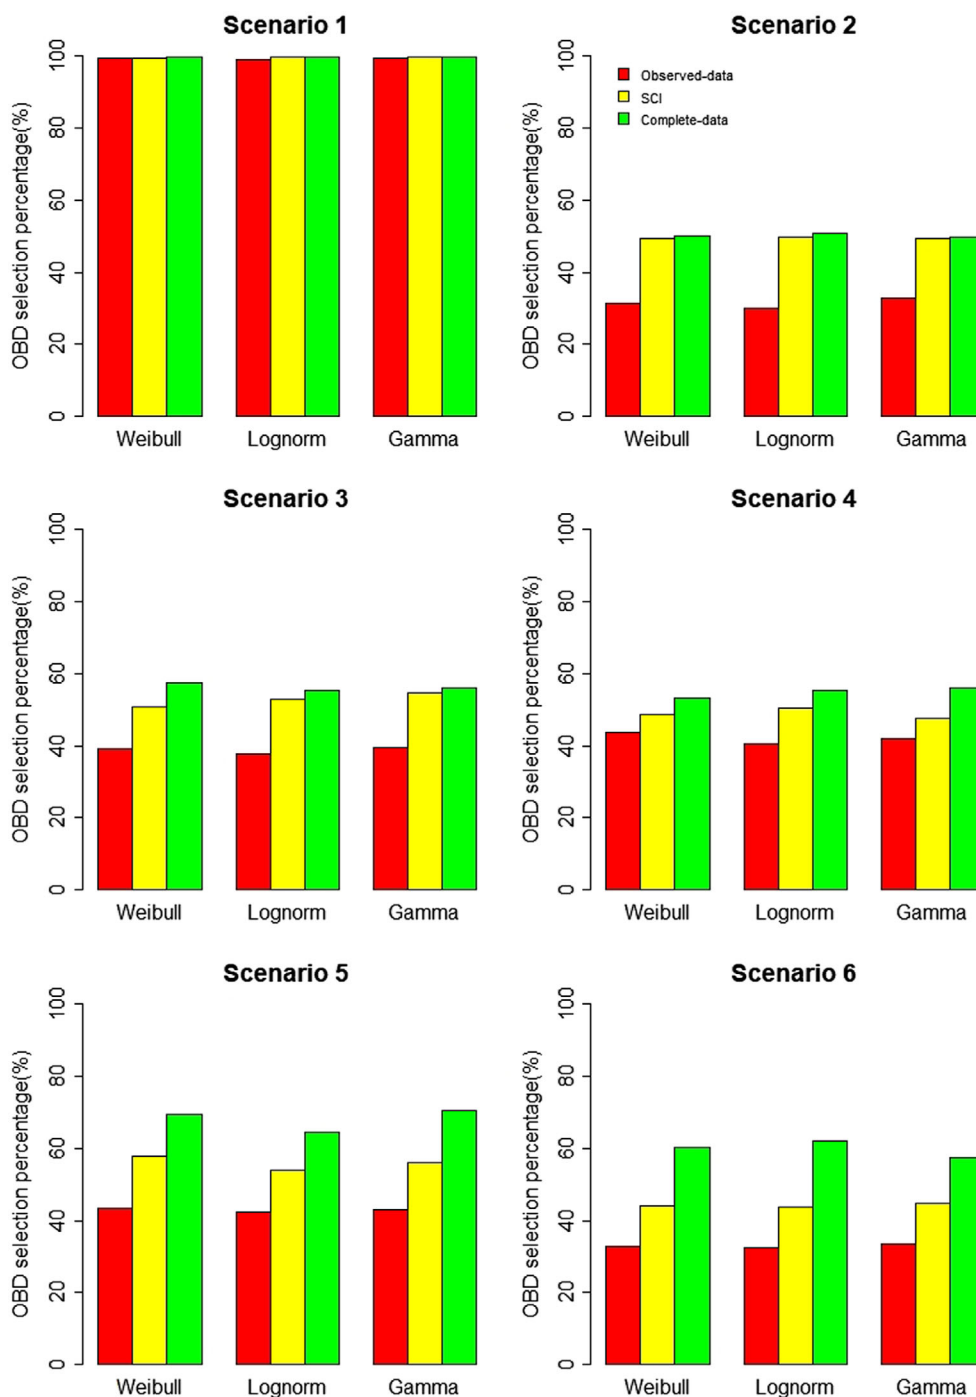 Scenario 1
OBD selection percentage(%)
0 20 40 60 80 100
Weibull Lognorm Gamma
Scenario 2
OBD selection percentage(%)
0 20 40 60 80 100
Observed-data
SCI
Complete-data
Weibull Lognorm Gamma
Scenario 3
OBD selection percentage(%)
0 20 40 60 80 100
Weibull Lognorm Gamma
Scenario 4
OBD selection percentage(%)
0 20 40 60 80 100
Weibull Lognorm Gamma
Scenario 5
OBD selection percentage(%)
0 20 40 60 80 100
Weibull Lognorm Gamma
Scenario 6
OBD selection percentage(%)
0 20 40 60 80 100
Weibull Lognorm Gamma